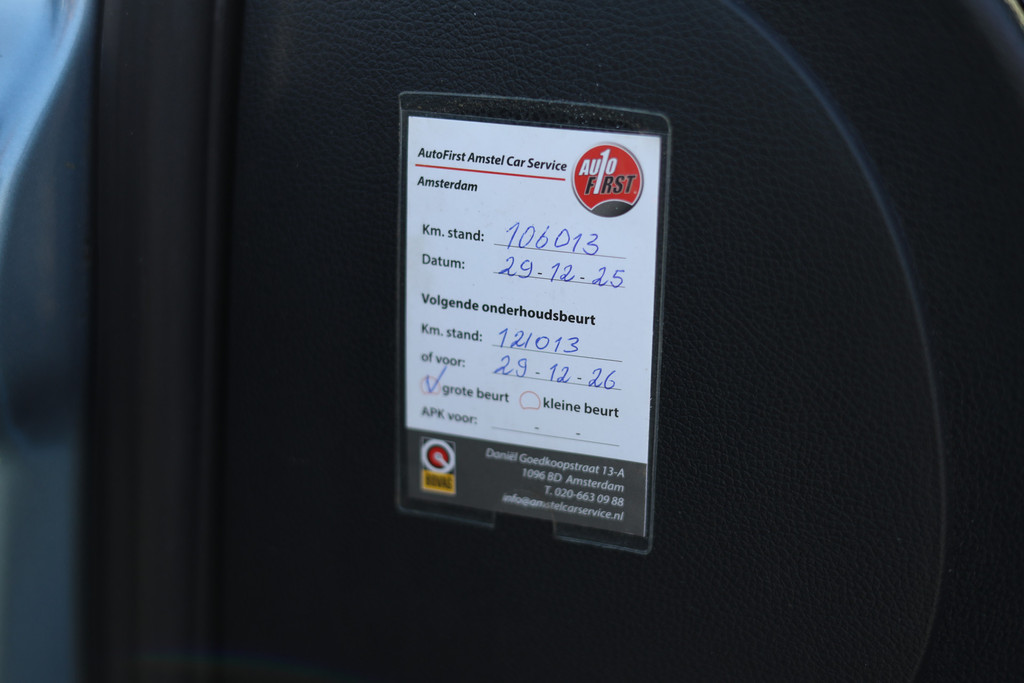 AutoFirst Amstel Car Service
AUTO
FIRST
Amsterdam
Km. stand: 106013
Datum: 29-12-25
Volgende onderhoudsbeurt
Km. stand: 121013
of voor: 29-12-26
grote beurt kleine beurt
APK voor: - -
BOVAG
Daniël Goedkoopstraat 13-A
1096 BD Amsterdam
T. 020-663 09 88
info@amstelcarservice.nl